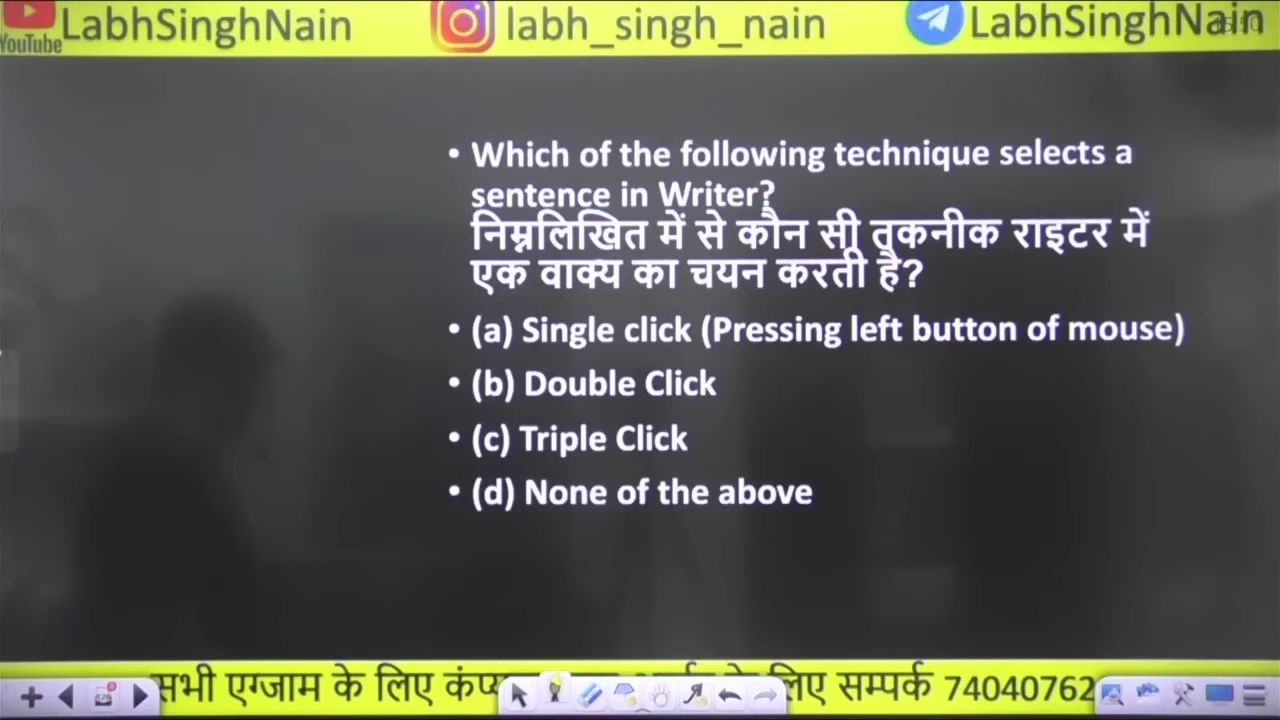 YouTube LabhSinghNain labh_singh_nain LabhSinghNain
• Which of the following technique selects a
sentence in Writer?
निम्नलिखित में से कौन सी तकनीक राइटर में
एक वाक्य का चयन करती है?
• (a) Single click (Pressing left button of mouse)
• (b) Double Click
• (c) Triple Click
• (d) None of the above
सभी एग्जाम के लिए लिए सम्पर्क 74040762